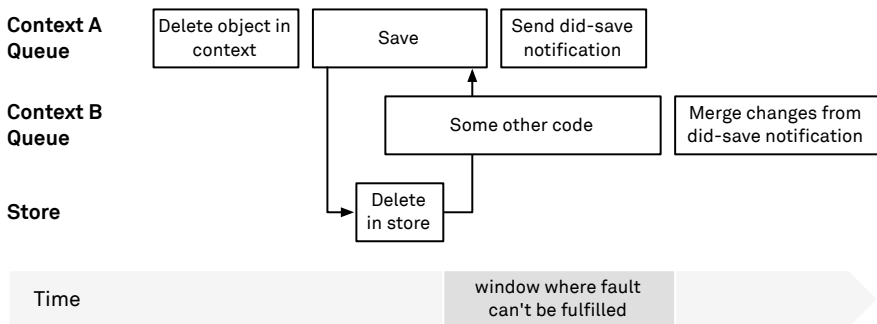 Context A
Queue
Delete object in
context
Save
Send did-save
notification
Context B
Queue
Some other code
Merge changes from
did-save notification
Store
Delete
in store
Time
window where fault
can't be fulfilled